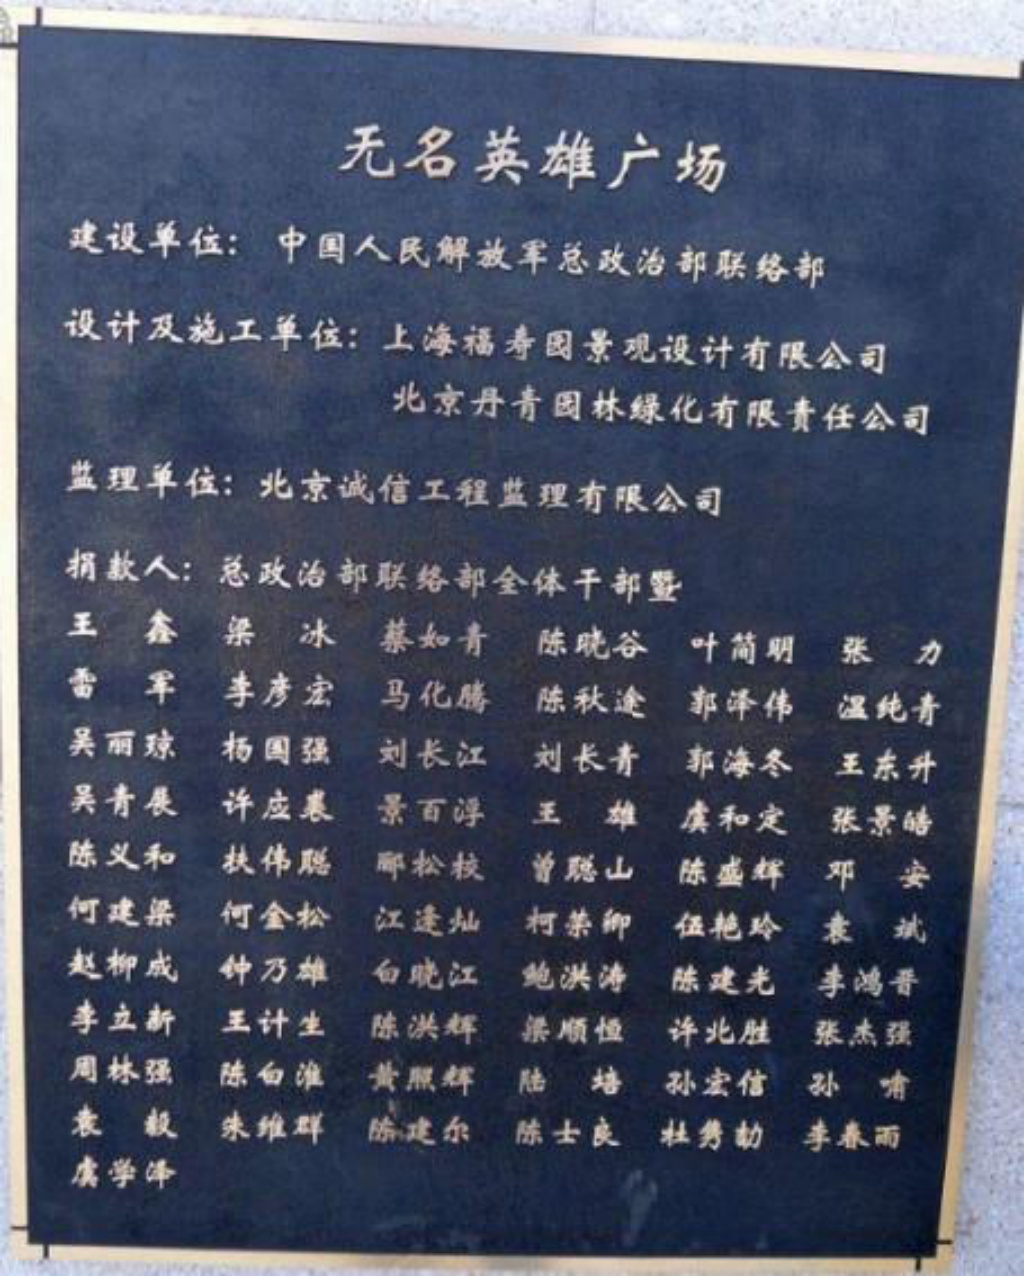 无名英雄广场
建设单位： 中国人民解放军总政治部联络部
设计及施工单位：上海福寿园景观设计有限公司
北京丹青园林绿化有限责任公司
监理单位：北京诚信工程监理有限公司
捐款人：总政治部联络部全体干部暨
王 鑫 梁 冰 蔡如青 陈晓谷 叶简明 张 力
雷 军 李彦宏 马化腾 陈秋途 郭泽伟 温纯青
吴丽琼 杨国强 刘长江 刘长青 郭海冬 王东升
吴青展 许应裘 景百浮 王 雄 虞和定 张景皓
陈义和 扶伟聪 郦松校 曾聪山 陈盛辉 邓 安
何建梁 何金松 江逢灿 柯荣卿 伍艳玲 袁 斌
赵柳成 钟乃雄 白晓江 鲍洪涛 陈建光 李鸿晋
李立新 王计生 陈洪辉 梁顺恒 许北胜 张杰强
周林强 陈白淮 黄照辉 陆 培 孙宏信 孙 啃
袁 毅 朱维群 陈建尔 陈士良 杜隽勍 李春雨
虞学泽